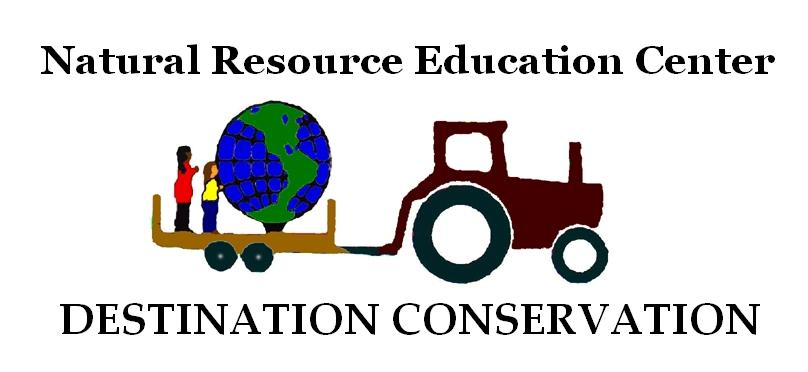 Natural Resource Education Center
DESTINATION CONSERVATION